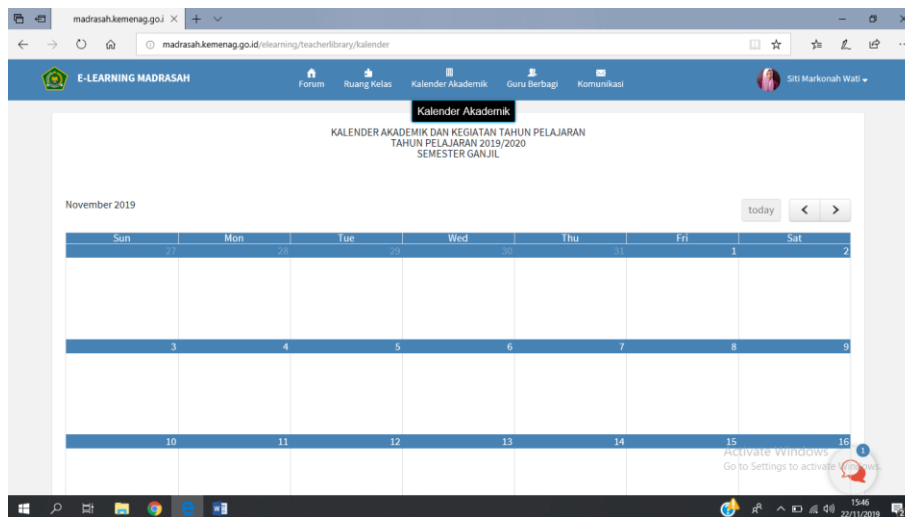 madrasah.kemenag.go.i
madrasah.kemenag.go.id/elearning/teacherlibrary/kalender
E-LEARNING MADRASAH
Forum Ruang Kelas Kalender Akademik Guru Berbagi Komunikasi
Siti Markonah Wati
Kalender Akademik
KALENDER AKADEMIK DAN KEGIATAN TAHUN PELAJARAN
TAHUN PELAJARAN 2019/2020
SEMESTER GANJIL
November 2019
today
Sun Mon Tue Wed Thu Fri Sat
27 28 29 30 31 1 2
3 4 5 6 7 8 9
10 11 12 13 14 15 16
Activate Windows
1
Go to Settings to activate Windows.
15:46
22/11/2019